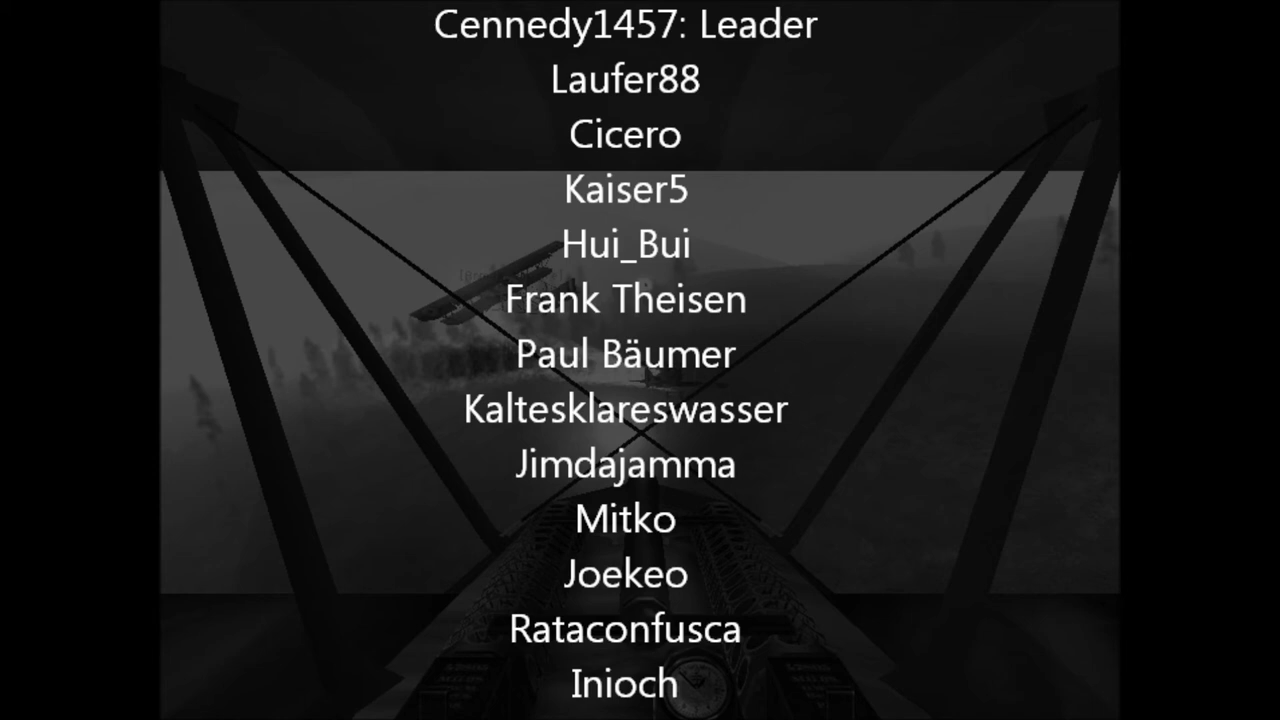 Cennedy1457: Leader
Laufer88
Cicero
Kaiser5
Hui_Bui
Frank Theisen
Paul Bäumer
Kaltesklareswasser
Jimdajamma
Mitko
Joekeo
Rataconfusca
Inioch